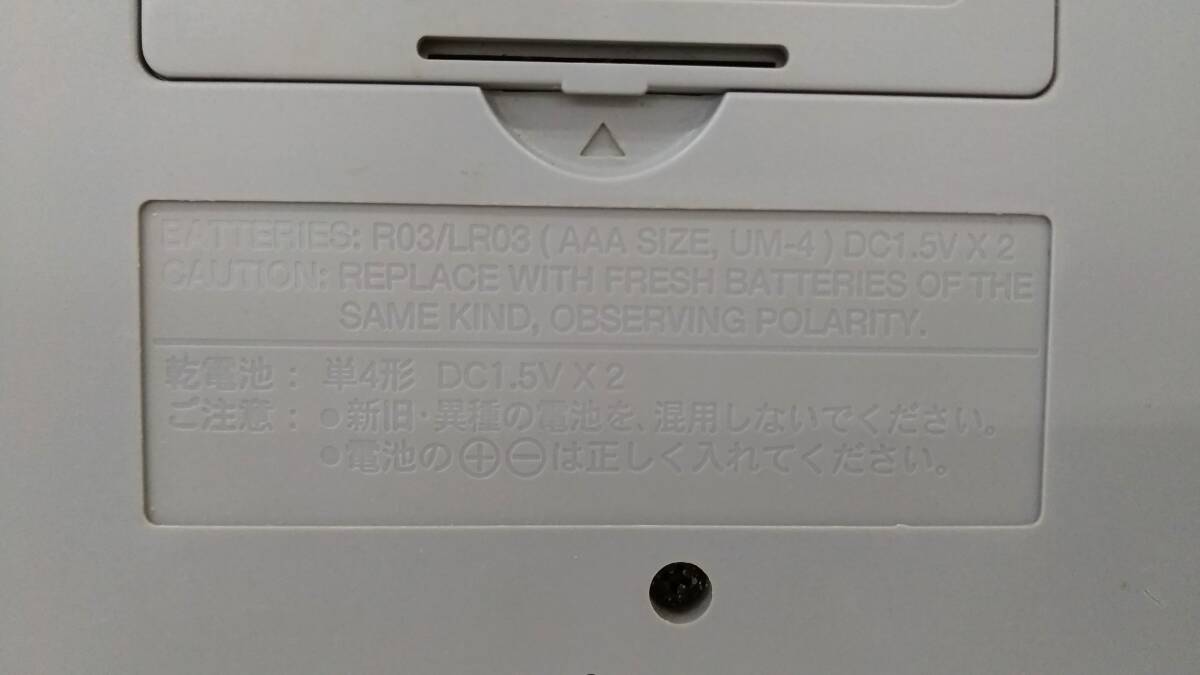 BATTERIES: R03/LR03 ( AAA SIZE, UM-4 ) DC1.5V X 2
CAUTION: REPLACE WITH FRESH BATTERIES OF THE
SAME KIND, OBSERVING POLARITY.
乾電池： 単4形 DC1.5V X 2
ご注意： ●新旧・異種の電池を、混用しないでください。
●電池の⊕⊖は正しく入れてください。